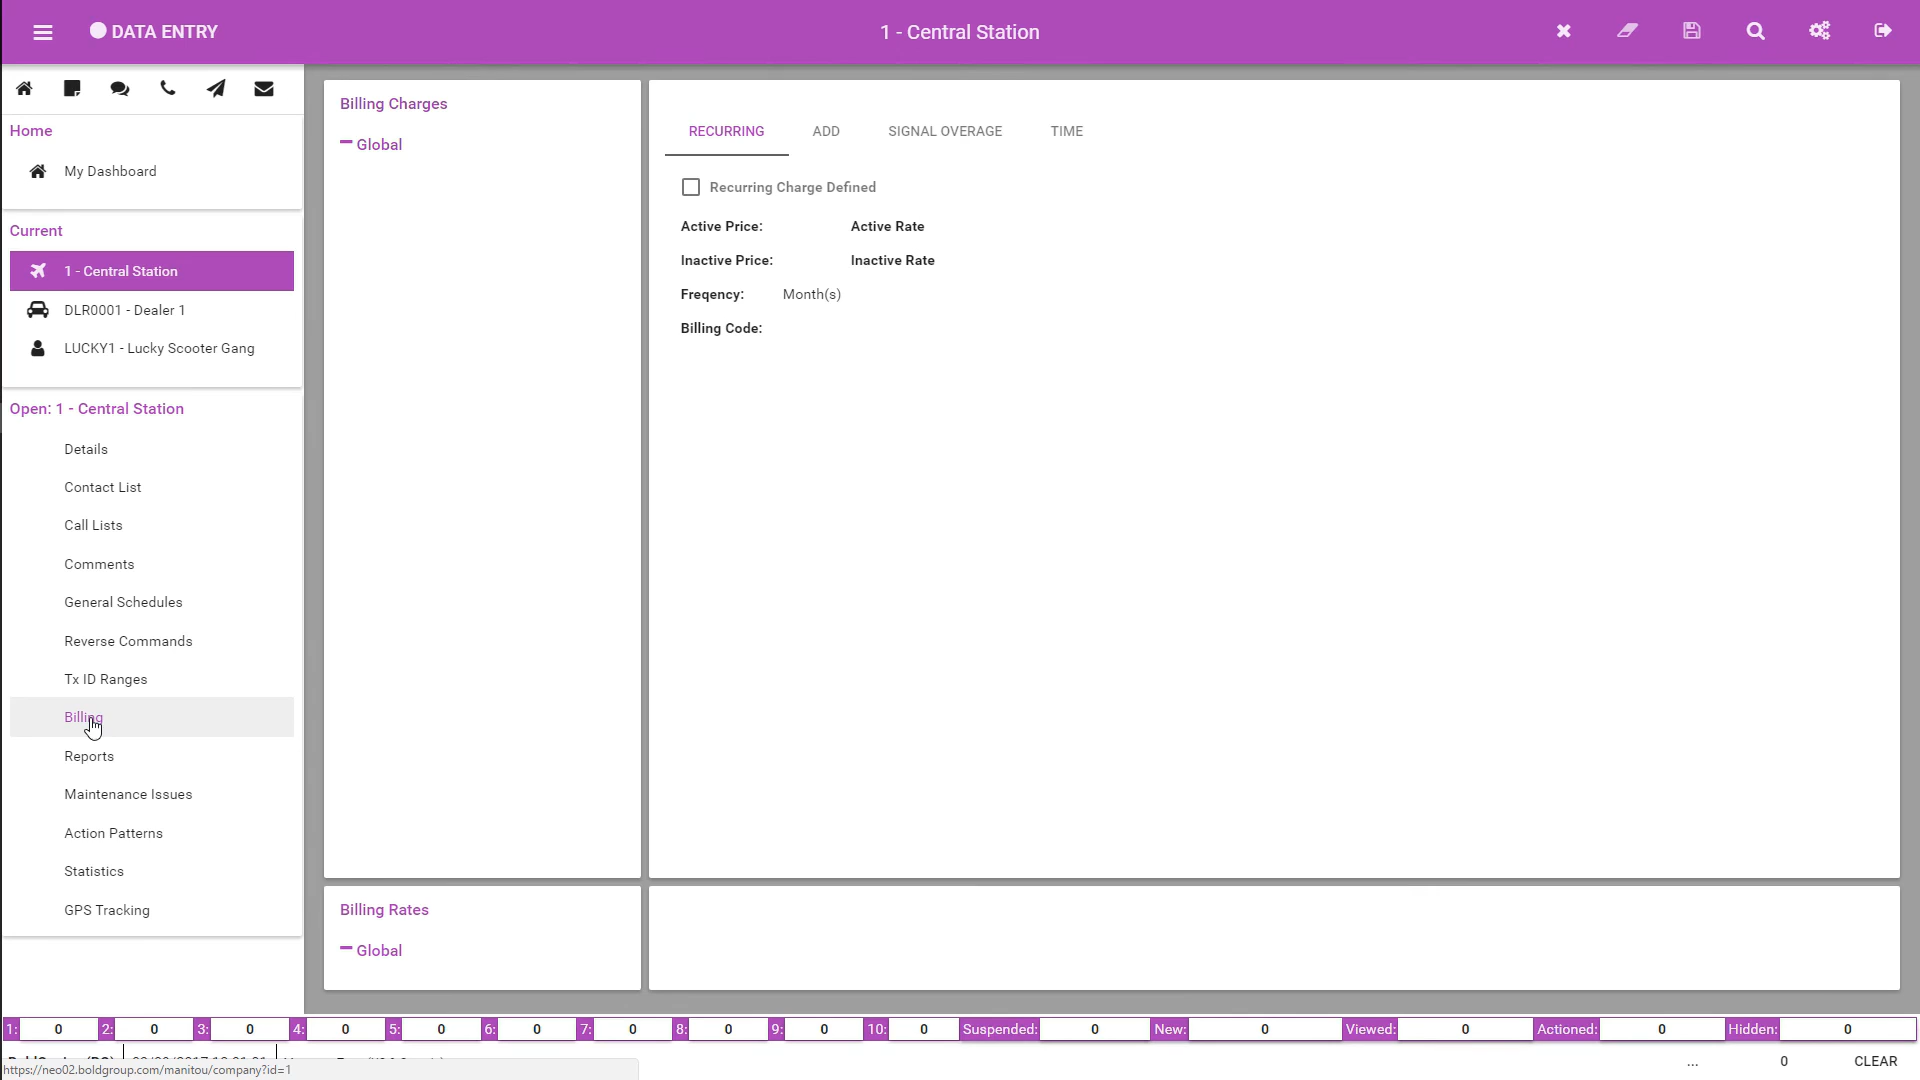 DATA ENTRY
1 - Central Station
Home
My Dashboard
Current
1 - Central Station
DLR0001 - Dealer 1
LUCKY1 - Lucky Scooter Gang
Open: 1 - Central Station
Details
Contact List
Call Lists
Comments
General Schedules
Reverse Commands
Tx ID Ranges
Billing
Reports
Maintenance Issues
Action Patterns
Statistics
GPS Tracking
Billing Charges
Global
RECURRING ADD SIGNAL OVERAGE TIME
Recurring Charge Defined
Active Price: Active Rate
Inactive Price: Inactive Rate
Freqency: Month(s)
Billing Code:
Billing Rates
Global
1: 0 2: 0 3: 0 4: 0 5: 0 6: 0 7: 0 8: 0 9: 0 10: 0 Suspended: 0 New: 0 Viewed: 0 Actioned: 0 Hidden: 0
... 0 CLEAR
https://neo02.boldgroup.com/manitou/company?id=1